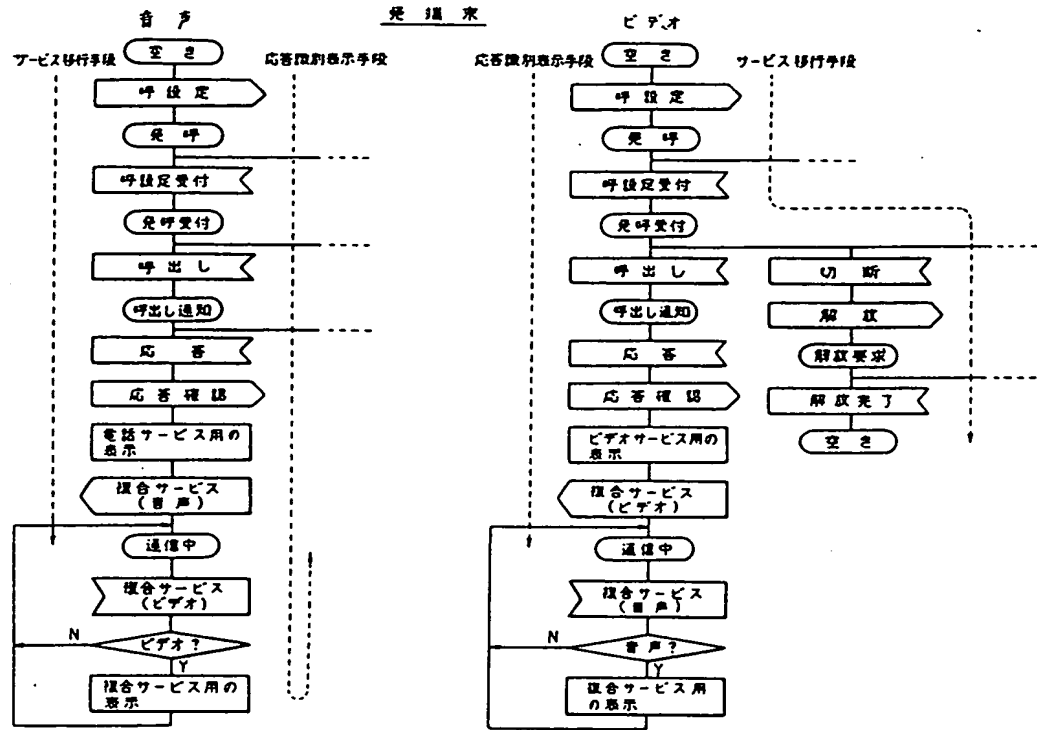 発端末
音声
サービス移行手段
応答識別表示手段
空き
呼設定
発呼
呼設定受付
発呼受付
呼出し
呼出し通知
応答
応答確認
電話サービス用の
表示
複合サービス
(音声)
通信中
複合サービス
(ビデオ)
ビデオ?
N
Y
複合サービス用の
表示
ビデオ
応答識別表示手段
サービス移行手段
空き
呼設定
発呼
呼設定受付
発呼受付
呼出し
呼出し通知
応答
応答確認
ビデオサービス用の
表示
複合サービス
(ビデオ)
通信中
複合サービス
(音声)
音声?
N
Y
複合サービス用
の表示
切断
解放
解放要求
解放完了
空き